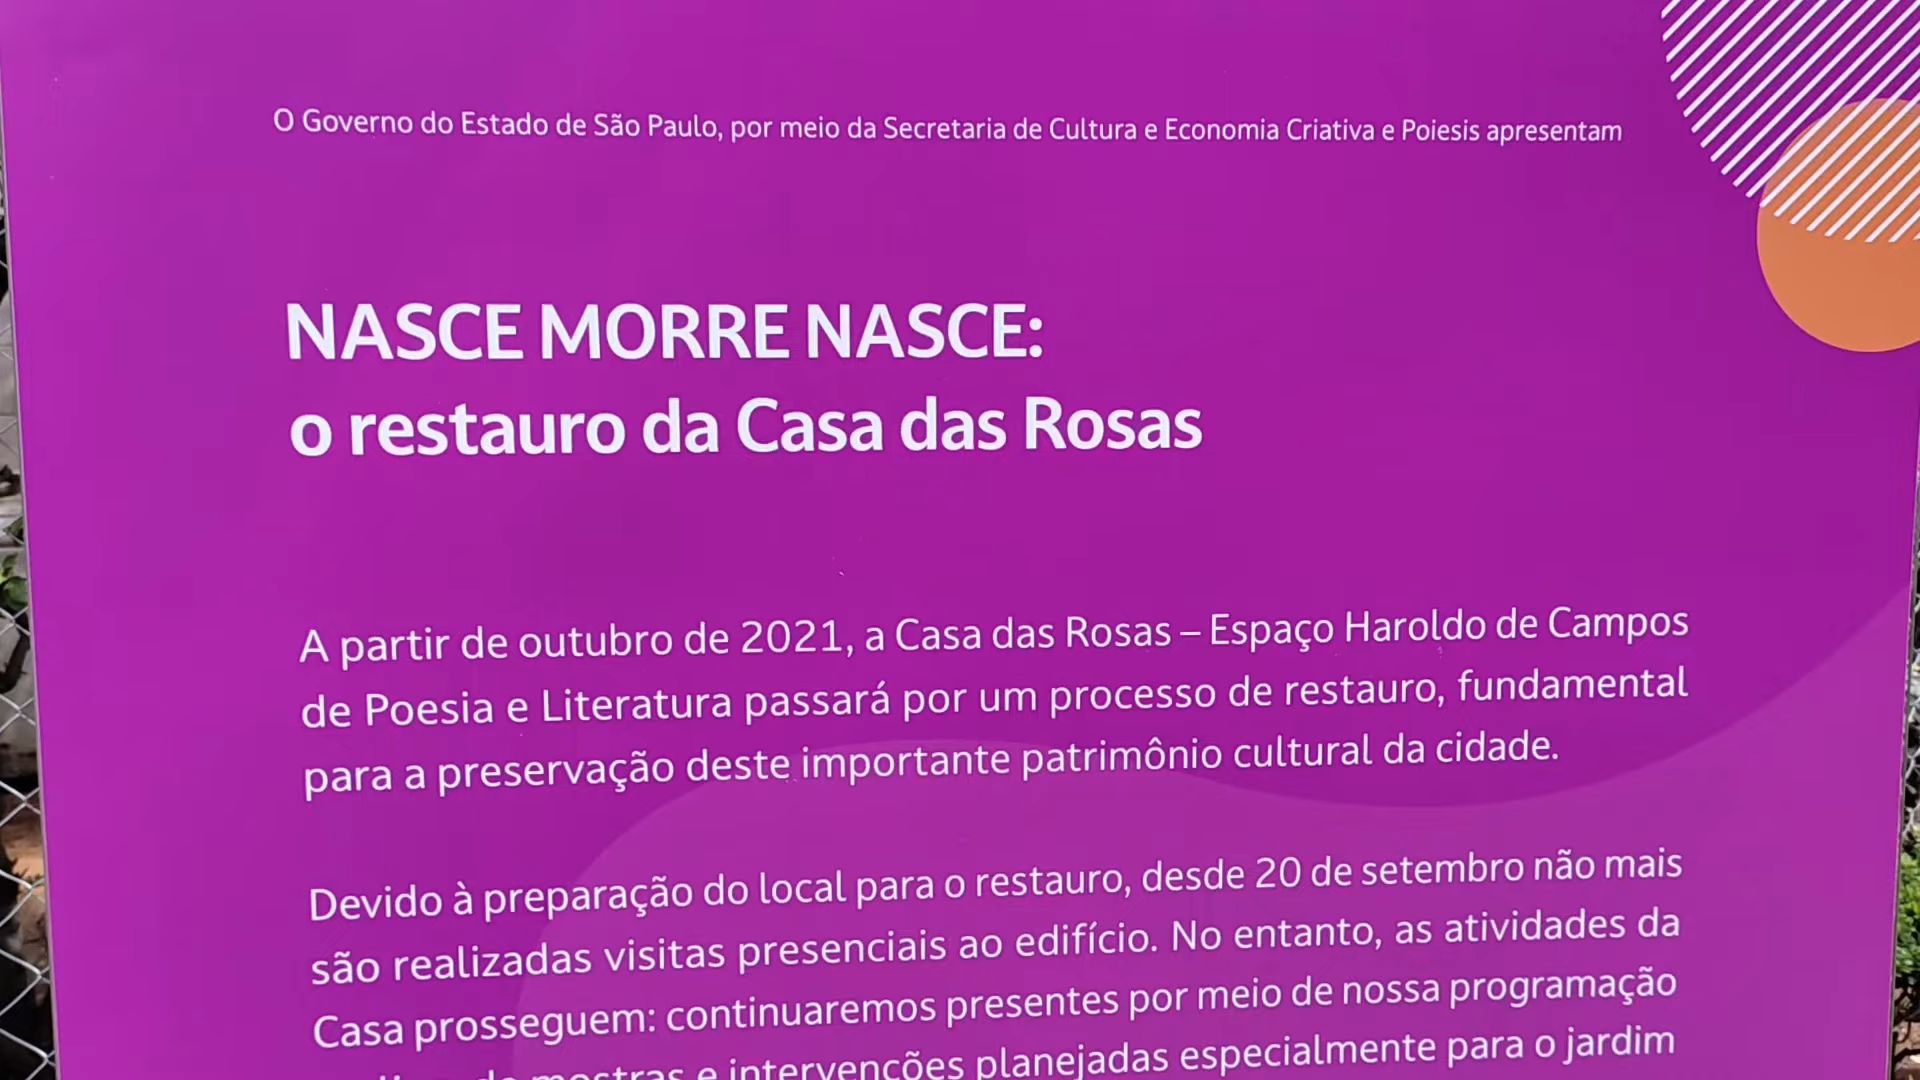 O Governo do Estado de São Paulo, por meio da Secretaria de Cultura e Economia Criativa e Poiesis apresentam
NASCE MORRE NASCE:
o restauro da Casa das Rosas
A partir de outubro de 2021, a Casa das Rosas – Espaço Haroldo de Campos
de Poesia e Literatura passará por um processo de restauro, fundamental
para a preservação deste importante patrimônio cultural da cidade.
Devido à preparação do local para o restauro, desde 20 de setembro não mais
são realizadas visitas presenciais ao edifício. No entanto, as atividades da
Casa prosseguem: continuaremos presentes por meio de nossa programação
de mostras e intervenções planejadas especialmente para o jardim